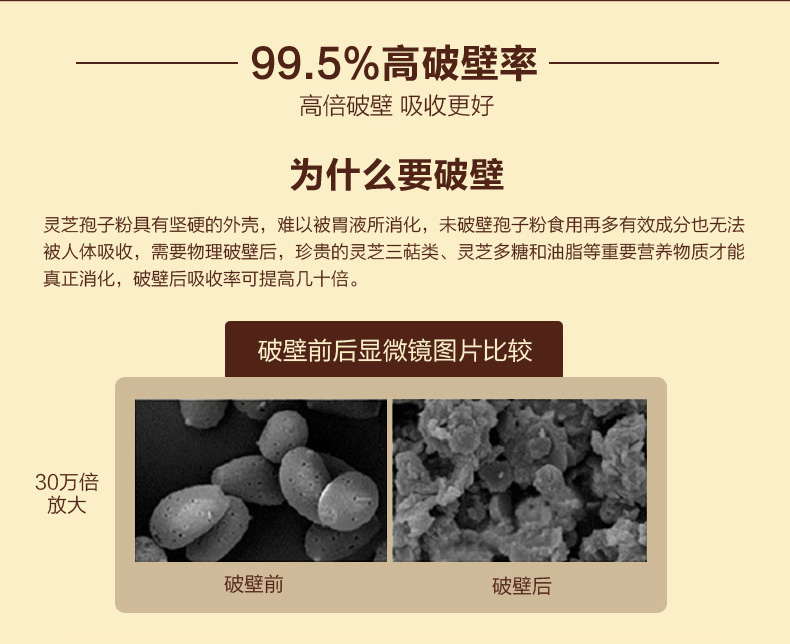 99.5%高破壁率
高倍破壁 吸收更好
为什么要破壁
灵芝孢子粉具有坚硬的外壳，难以被胃液所消化，未破壁孢子粉食用再多有效成分也无法
被人体吸收，需要物理破壁后，珍贵的灵芝三萜类、灵芝多糖和油脂等重要营养物质才能
真正消化，破壁后吸收率可提高几十倍。
破壁前后显微镜图片比较
30万倍
放大
破壁前
破壁后